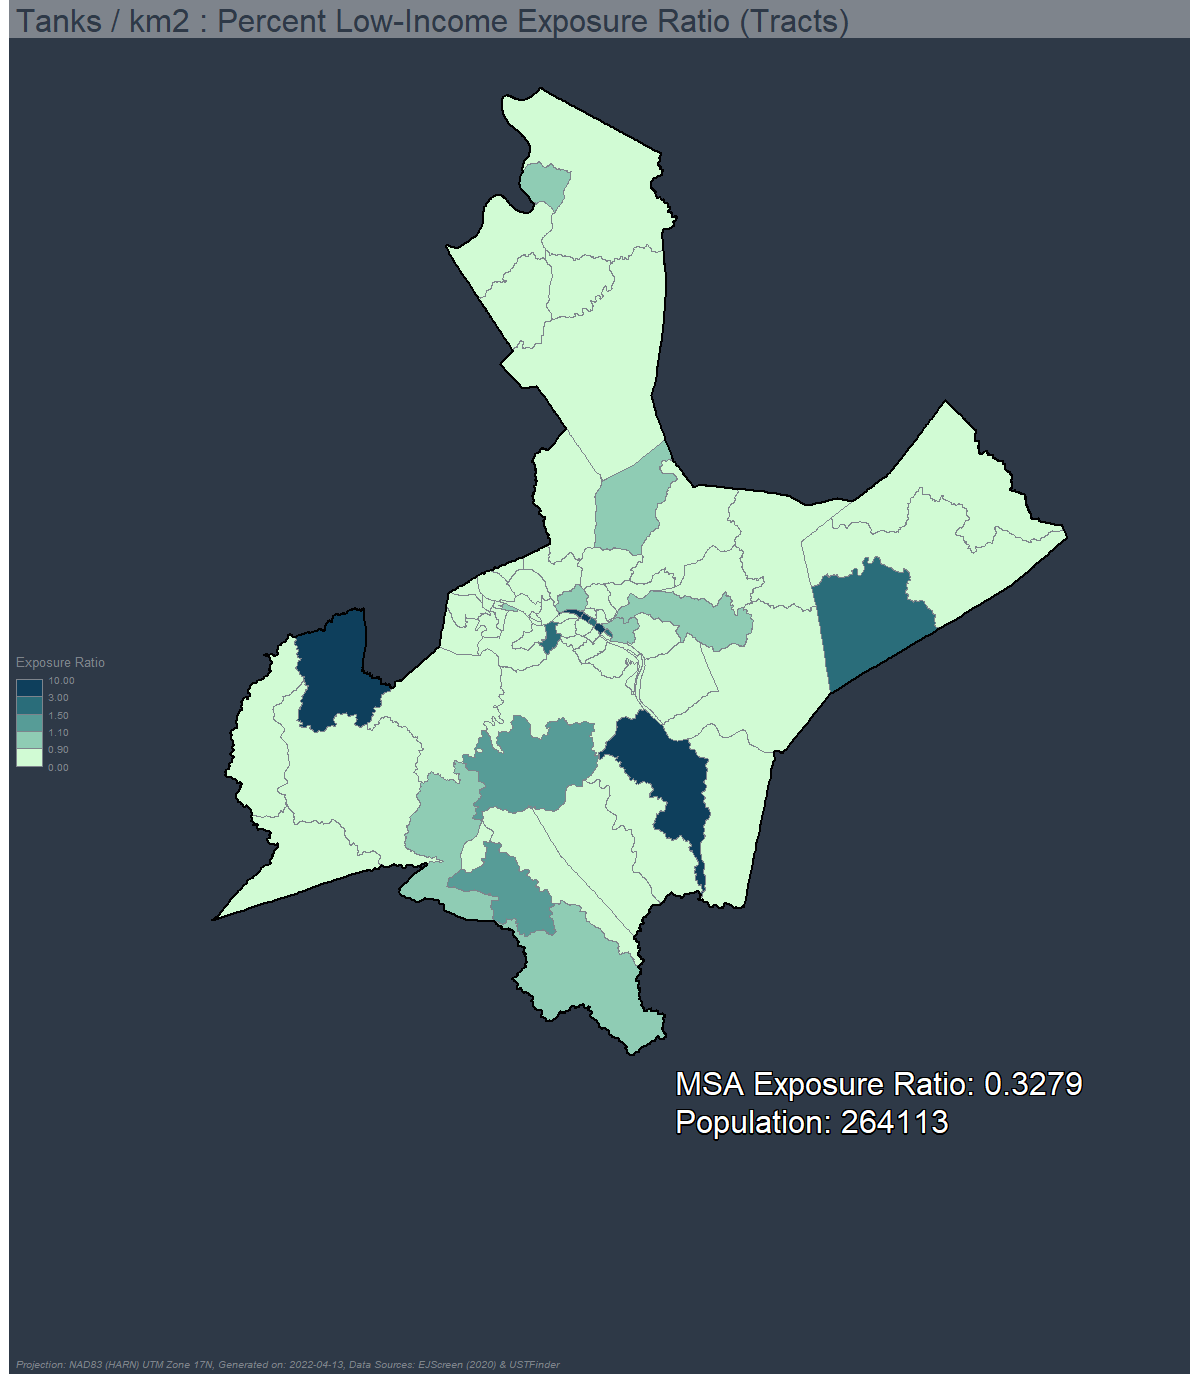 Tanks / km2 : Percent Low-Income Exposure Ratio (Tracts)
Exposure Ratio
10.00
3.00
1.50
1.10
0.90
0.00
MSA Exposure Ratio: 0.3279
Population: 264113
Projection: NAD83 (HARN) UTM Zone 17N, Generated on: 2022-04-13, Data Sources: EJScreen (2020) & USTFinder